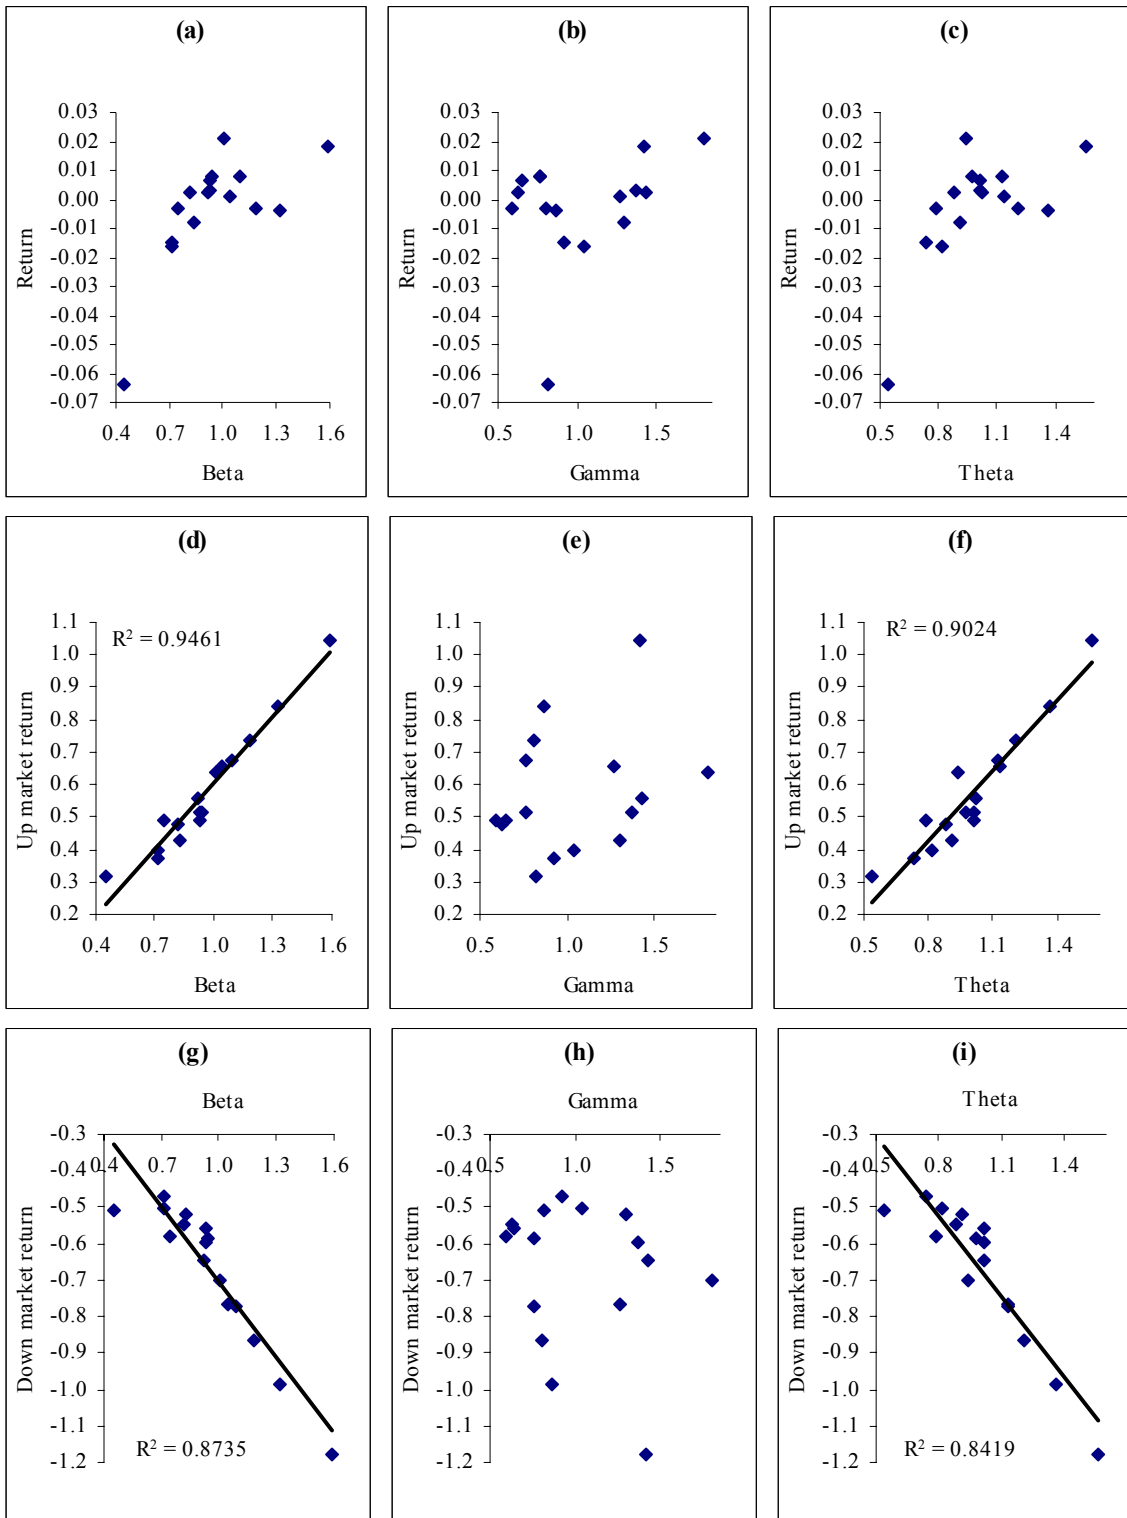 (a)
0.03
0.02
0.01
0.00
-0.01
-0.02
-0.03
-0.04
-0.05
-0.06
-0.07
Return
0.4 0.7 1.0 1.3 1.6
Beta
(b)
0.03
0.02
0.01
0.00
-0.01
-0.02
-0.03
-0.04
-0.05
-0.06
-0.07
Return
0.5 1.0 1.5
Gamma
(c)
0.03
0.02
0.01
0.00
-0.01
-0.02
-0.03
-0.04
-0.05
-0.06
-0.07
Return
0.5 0.8 1.1 1.4
Theta
(d)
R² = 0.9461
1.1
1.0
0.9
0.8
0.7
0.6
0.5
0.4
0.3
0.2
Up market return
0.4 0.7 1.0 1.3 1.6
Beta
(e)
1.1
1.0
0.9
0.8
0.7
0.6
0.5
0.4
0.3
0.2
Up market return
0.5 1.0 1.5
Gamma
(f)
R² = 0.9024
1.1
1.0
0.9
0.8
0.7
0.6
0.5
0.4
0.3
0.2
Up market return
0.5 0.8 1.1 1.4
Theta
(g)
Beta
0.4 0.7 1.0 1.3 1.6
-0.3
-0.4
-0.5
-0.6
-0.7
-0.8
-0.9
-1.0
-1.1
-1.2
Down market return
R² = 0.8735
(h)
Gamma
0.5 1.0 1.5
-0.3
-0.4
-0.5
-0.6
-0.7
-0.8
-0.9
-1.0
-1.1
-1.2
Down market return
(i)
Theta
0.5 0.8 1.1 1.4
-0.3
-0.4
-0.5
-0.6
-0.7
-0.8
-0.9
-1.0
-1.1
-1.2
Down market return
R² = 0.8419